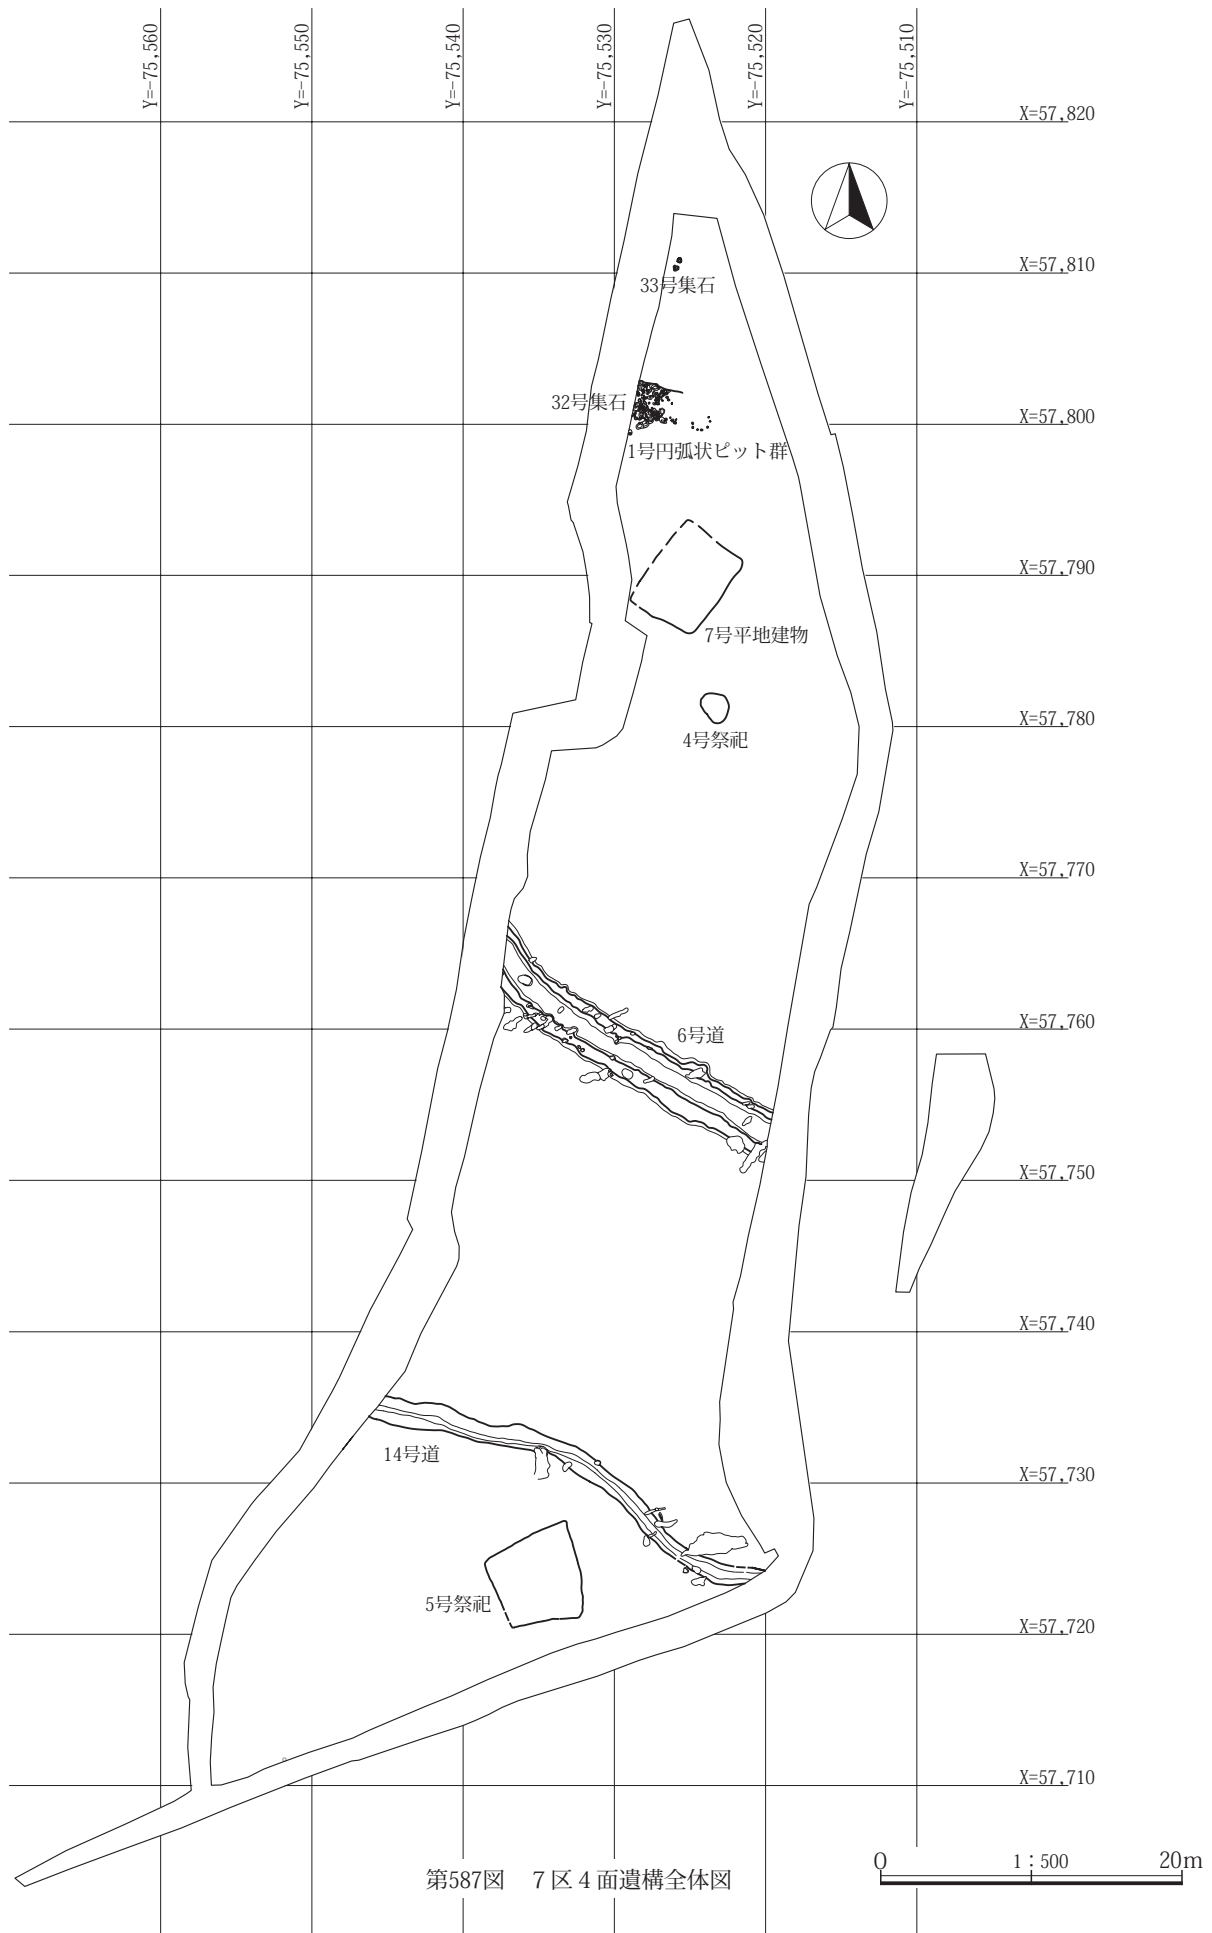 Y=-75,560
Y=-75,550
Y=-75,540
Y=-75,530
Y=-75,520
Y=-75,510
X=57,820
X=57,810
33号集石
32号集石
X=57,800
1号円弧状ピット群
X=57,790
7号平地建物
X=57,780
4号祭祀
X=57,770
X=57,760
6号道
X=57,750
X=57,740
14号道
X=57,730
5号祭祀
X=57,720
X=57,710
第587図 7区4面遺構全体図
0 1:500 20m